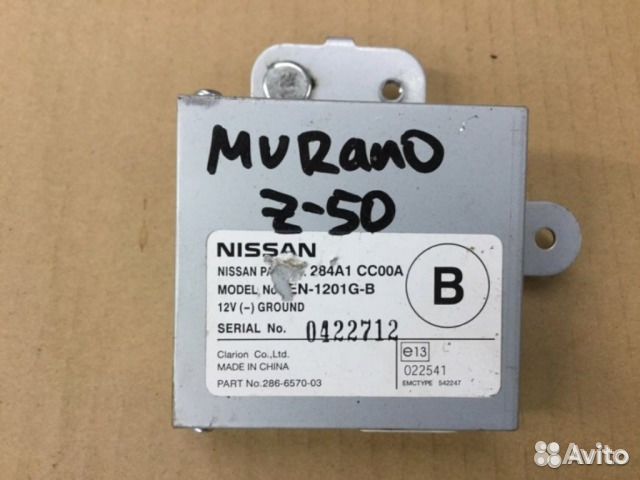 MURANO
Z-50
NISSAN
NISSAN 284A1 CC00A
MODEL No. EN-1201G-B
12V (-) GROUND
SERIAL No. 0422712
B
Clarion Co.,Ltd.
MADE IN CHINA
PART No.286-6570-03
e13
022541
EMCTYPE 542247
Avito